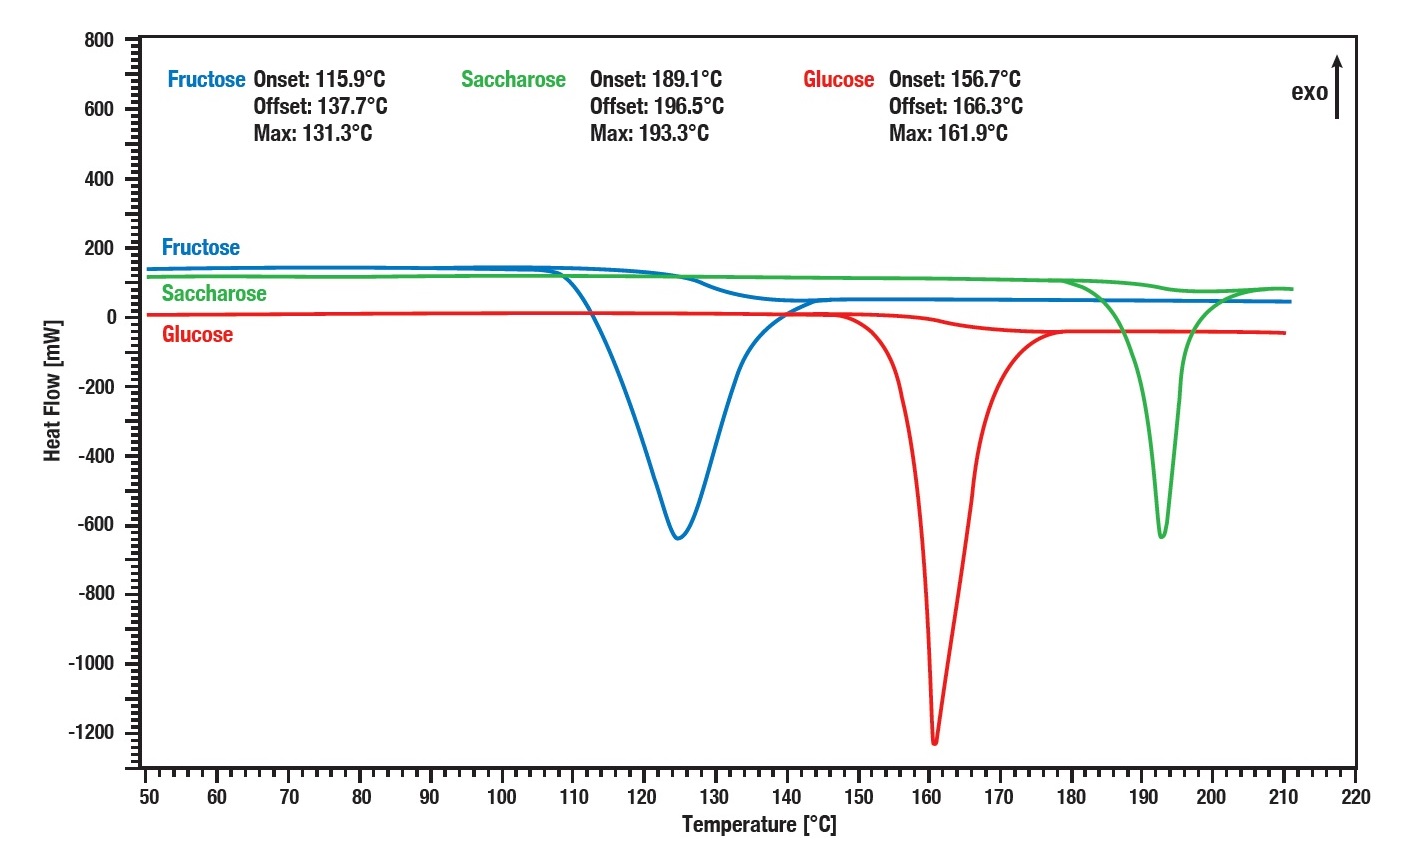 Fructose Onset: 115.9°C
Offset: 137.7°C
Max: 131.3°C
Saccharose Onset: 189.1°C
Offset: 196.5°C
Max: 193.3°C
Glucose Onset: 156.7°C
Offset: 166.3°C
Max: 161.9°C
exo
800
600
400
200
0
-200
-400
-600
-800
-1000
-1200
Heat Flow [mW]
Fructose
Saccharose
Glucose
50 60 70 80 90 100 110 120 130 140 150 160 170 180 190 200 210 220
Temperature [°C]